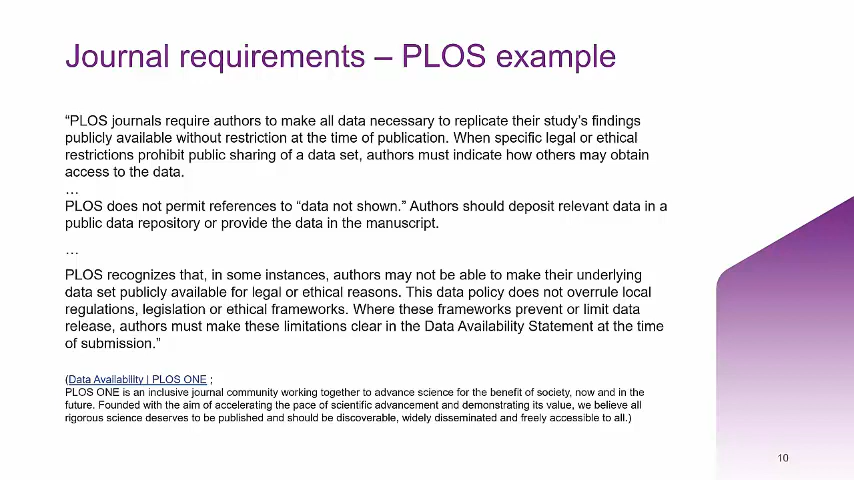 Journal requirements – PLOS example
“PLOS journals require authors to make all data necessary to replicate their study’s findings
publicly available without restriction at the time of publication. When specific legal or ethical
restrictions prohibit public sharing of a data set, authors must indicate how others may obtain
access to the data.
…
PLOS does not permit references to “data not shown.” Authors should deposit relevant data in a
public data repository or provide the data in the manuscript.
…
PLOS recognizes that, in some instances, authors may not be able to make their underlying
data set publicly available for legal or ethical reasons. This data policy does not overrule local
regulations, legislation or ethical frameworks. Where these frameworks prevent or limit data
release, authors must make these limitations clear in the Data Availability Statement at the time
of submission.”
(Data Availability | PLOS ONE ;
PLOS ONE is an inclusive journal community working together to advance science for the benefit of society, now and in the
future. Founded with the aim of accelerating the pace of scientific advancement and demonstrating its value, we believe all
rigorous science deserves to be published and should be discoverable, widely disseminated and freely accessible to all.)
10